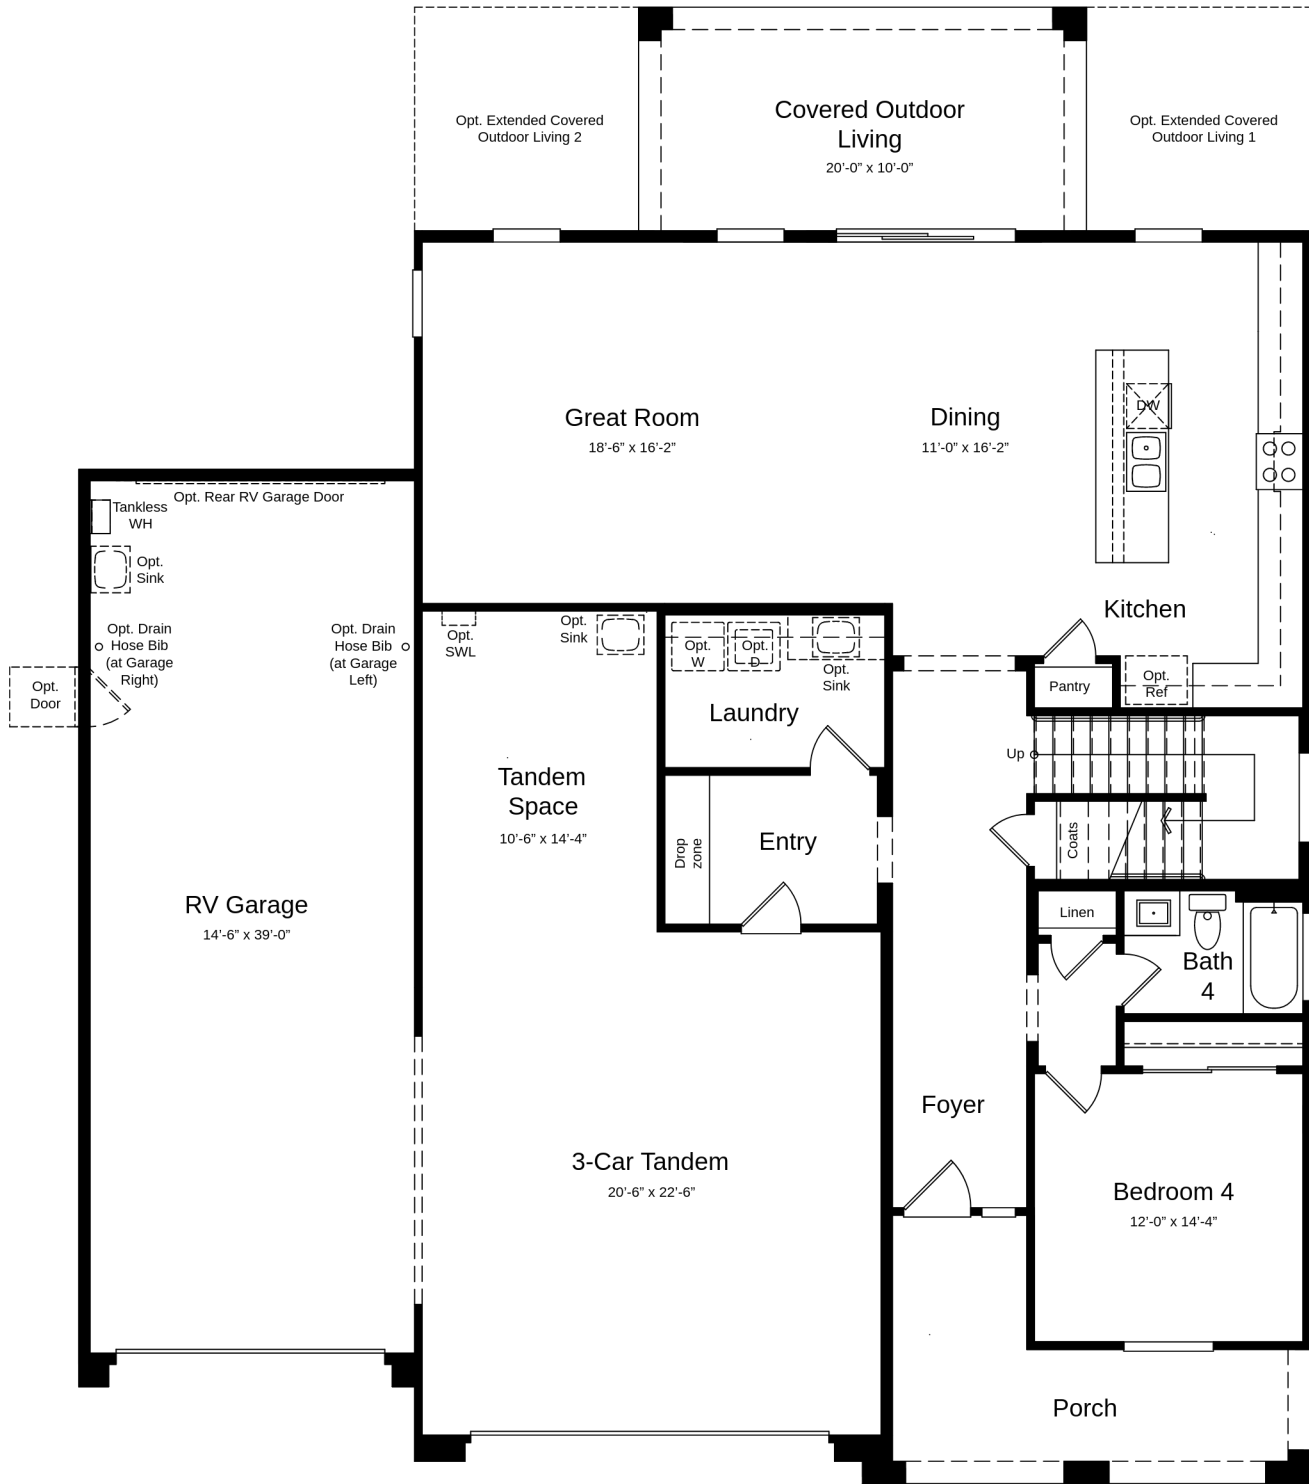 Opt. Extended Covered
Outdoor Living 2
Covered Outdoor
Living
20’-0” x 10’-0”
Opt. Extended Covered
Outdoor Living 1
Great Room
18’-6” x 16’-2”
Dining
11’-0” x 16’-2”
DW
Kitchen
Opt. Rear RV Garage Door
Tankless
WH
Opt.
Sink
Opt. Drain
Hose Bib
(at Garage
Right)
Opt. Drain
Hose Bib
(at Garage
Left)
Opt.
Door
Opt.
SWL
Opt.
Sink
Opt.
W
Opt.
D
Opt.
Sink
Laundry
Pantry
Opt.
Ref
Up
Tandem
Space
10’-6” x 14’-4”
Drop
zone
Entry
Coats
RV Garage
14’-6” x 39’-0”
Linen
Bath
4
Foyer
3-Car Tandem
20’-6” x 22’-6”
Bedroom 4
12’-0” x 14’-4”
Porch